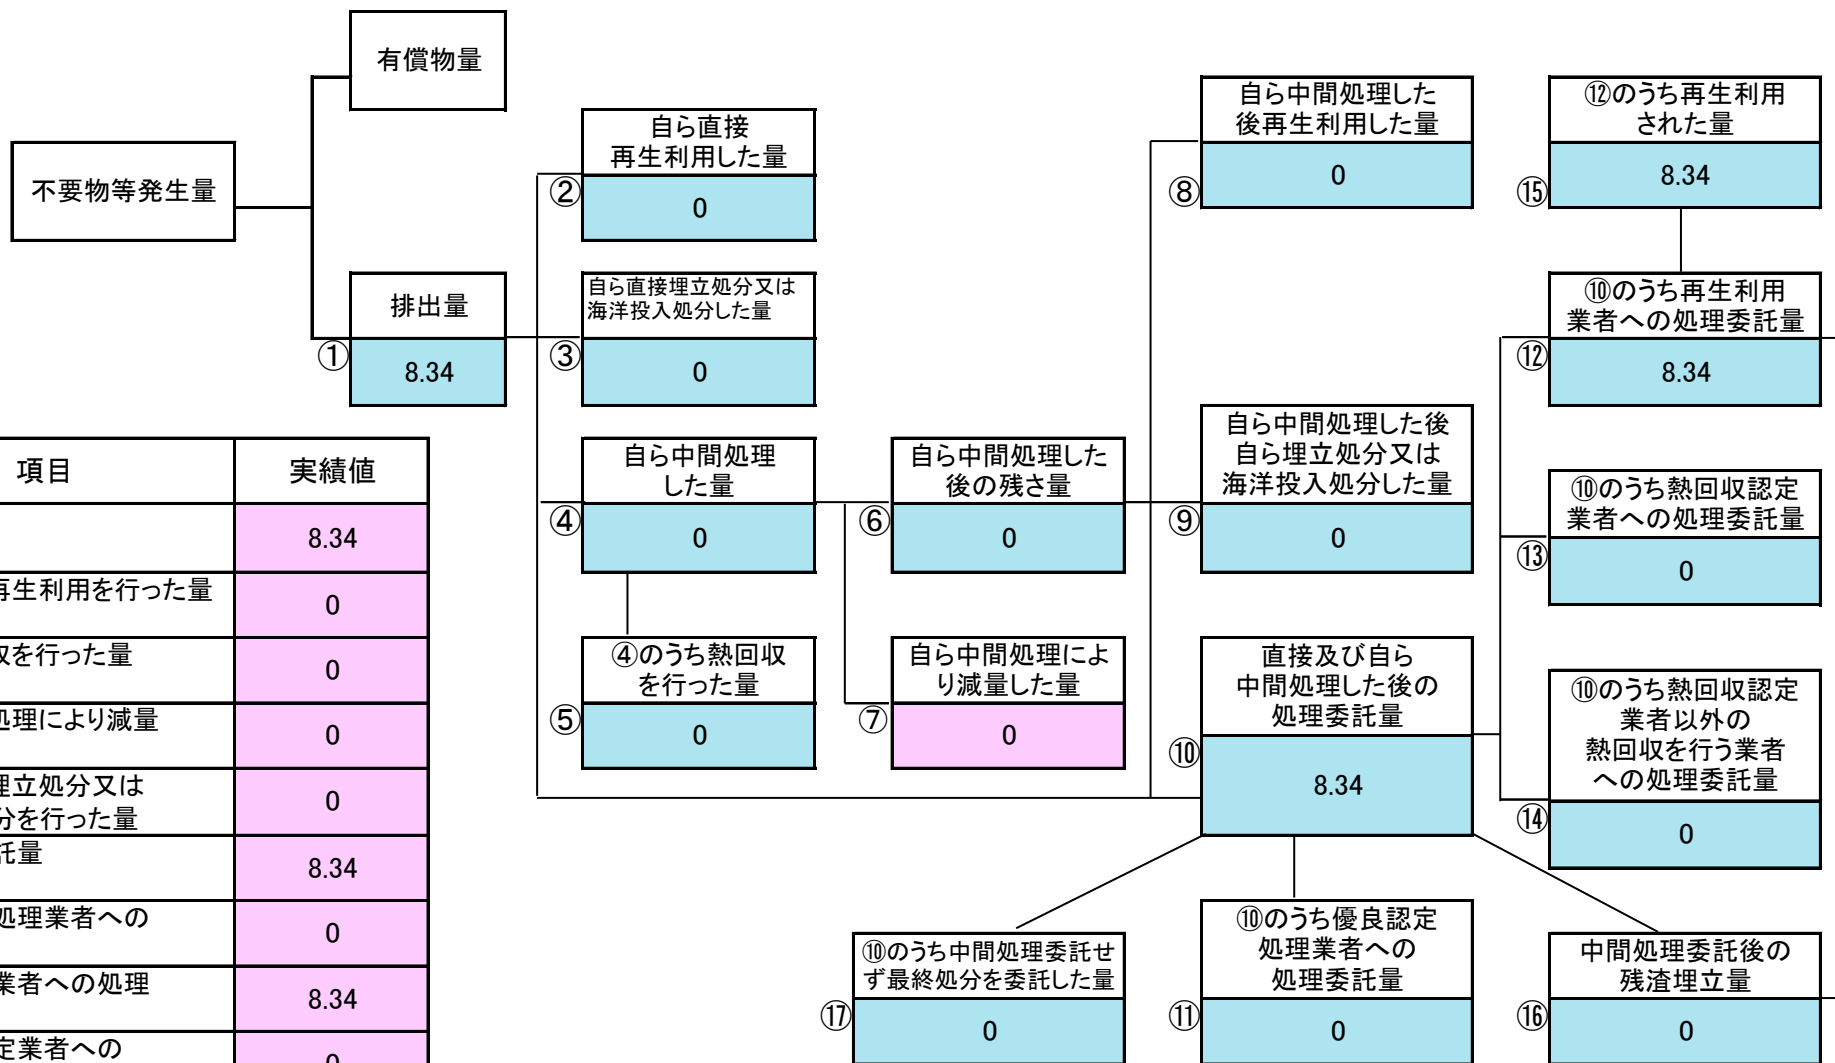 有償物量
不要物等発生量
排出量
①
8.34
自ら直接
再生利用した量
②
0
自ら直接埋立処分又は
海洋投入処分した量
③
0
自ら中間処理
した量
④
0
④のうち熱回収
を行った量
⑤
0
自ら中間処理した
後の残さ量
⑥
0
自ら中間処理によ
り減量した量
⑦
0
自ら中間処理した
後再生利用した量
⑧
0
自ら中間処理した後
自ら埋立処分又は
海洋投入処分した量
⑨
0
直接及び自ら
中間処理した後の
処理委託量
⑩
8.34
⑩のうち優良認定
処理業者への
処理委託量
⑪
0
⑫のうち再生利用
された量
⑮
8.34
⑩のうち再生利用
業者への処理委託量
⑫
8.34
⑩のうち熱回収認定
業者への処理委託量
⑬
0
⑩のうち熱回収認定
業者以外の
熱回収を行う業者
への処理委託量
⑭
0
中間処理委託後の
残渣埋立量
⑯
0
⑩のうち中間処理委託せ
ず最終処分を委託した量
⑰
0
項目 実績値
8.34
再生利用を行った量
0
を行った量
0
処理により減量
0
埋立処分又は
分を行った量
0
託量
8.34
処理業者への
0
業者への処理
8.34
定業者への
0